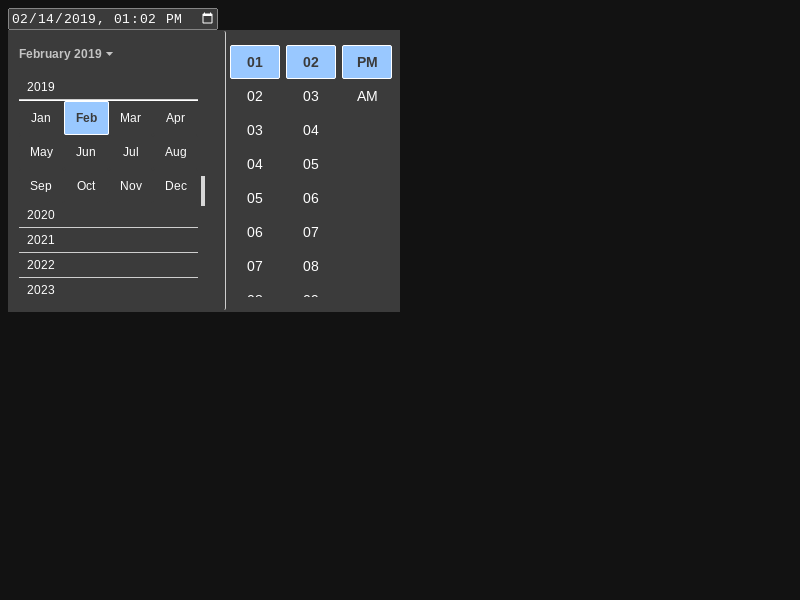 02/14/2019, 01:02 PM
February 2019
2019
Jan Feb Mar Apr
May Jun Jul Aug
Sep Oct Nov Dec
2020
2021
2022
2023
01 02 PM
02 03 AM
03 04
04 05
05 06
06 07
07 08